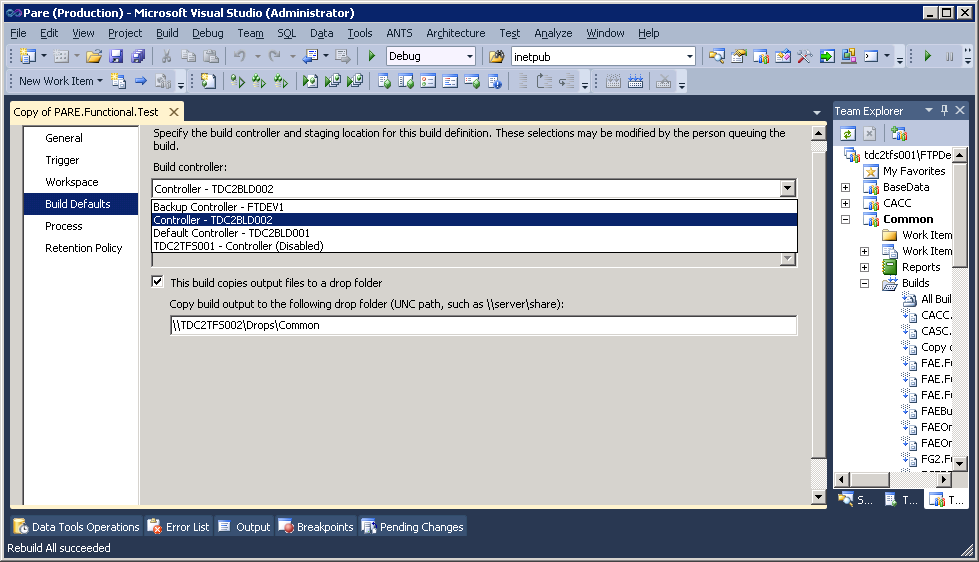 Pare (Production) - Microsoft Visual Studio (Administrator)
File Edit View Project Build Debug Team SQL Data Tools ANTS Architecture Test Analyze Window Help
Debug inetpub
New Work Item
Copy of PARE.Functional.Test
General
Trigger
Workspace
Build Defaults
Process
Retention Policy
Specify the build controller and staging location for this build definition. These selections may be modified by the person queuing the
build.
Build controller:
Controller - TDC2BLD002
Backup Controller - FTDEV1
Controller - TDC2BLD002
Default Controller - TDC2BLD001
TDC2TFS001 - Controller (Disabled)
This build copies output files to a drop folder
Copy build output to the following drop folder (UNC path, such as \\server\share):
\\TDC2TFS002\Drops\Common
Team Explorer
tdc2tfs001\FTPDe
My Favorites
BaseData
CACC
Common
Work Item
Work Item
Reports
Builds
All Buil
CACC.
CASC.
Copy o
FAE.Fu
FAE.Fu
FAE.Fu
FAEBu
FAEOn
FAEOn
FG2.Fu
S... T... T...
Data Tools Operations Error List Output Breakpoints Pending Changes
Rebuild All succeeded